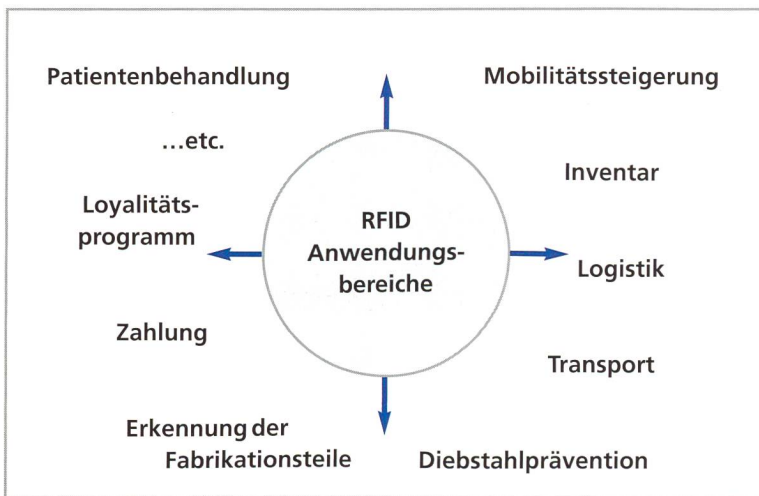 Patientenbehandlung
Mobilitätssteigerung
...etc.
Inventar
Loyalitäts-
programm
RFID
Anwendungs-
bereiche
Logistik
Zahlung
Transport
Erkennung der
Fabrikationsteile
Diebstahlprävention